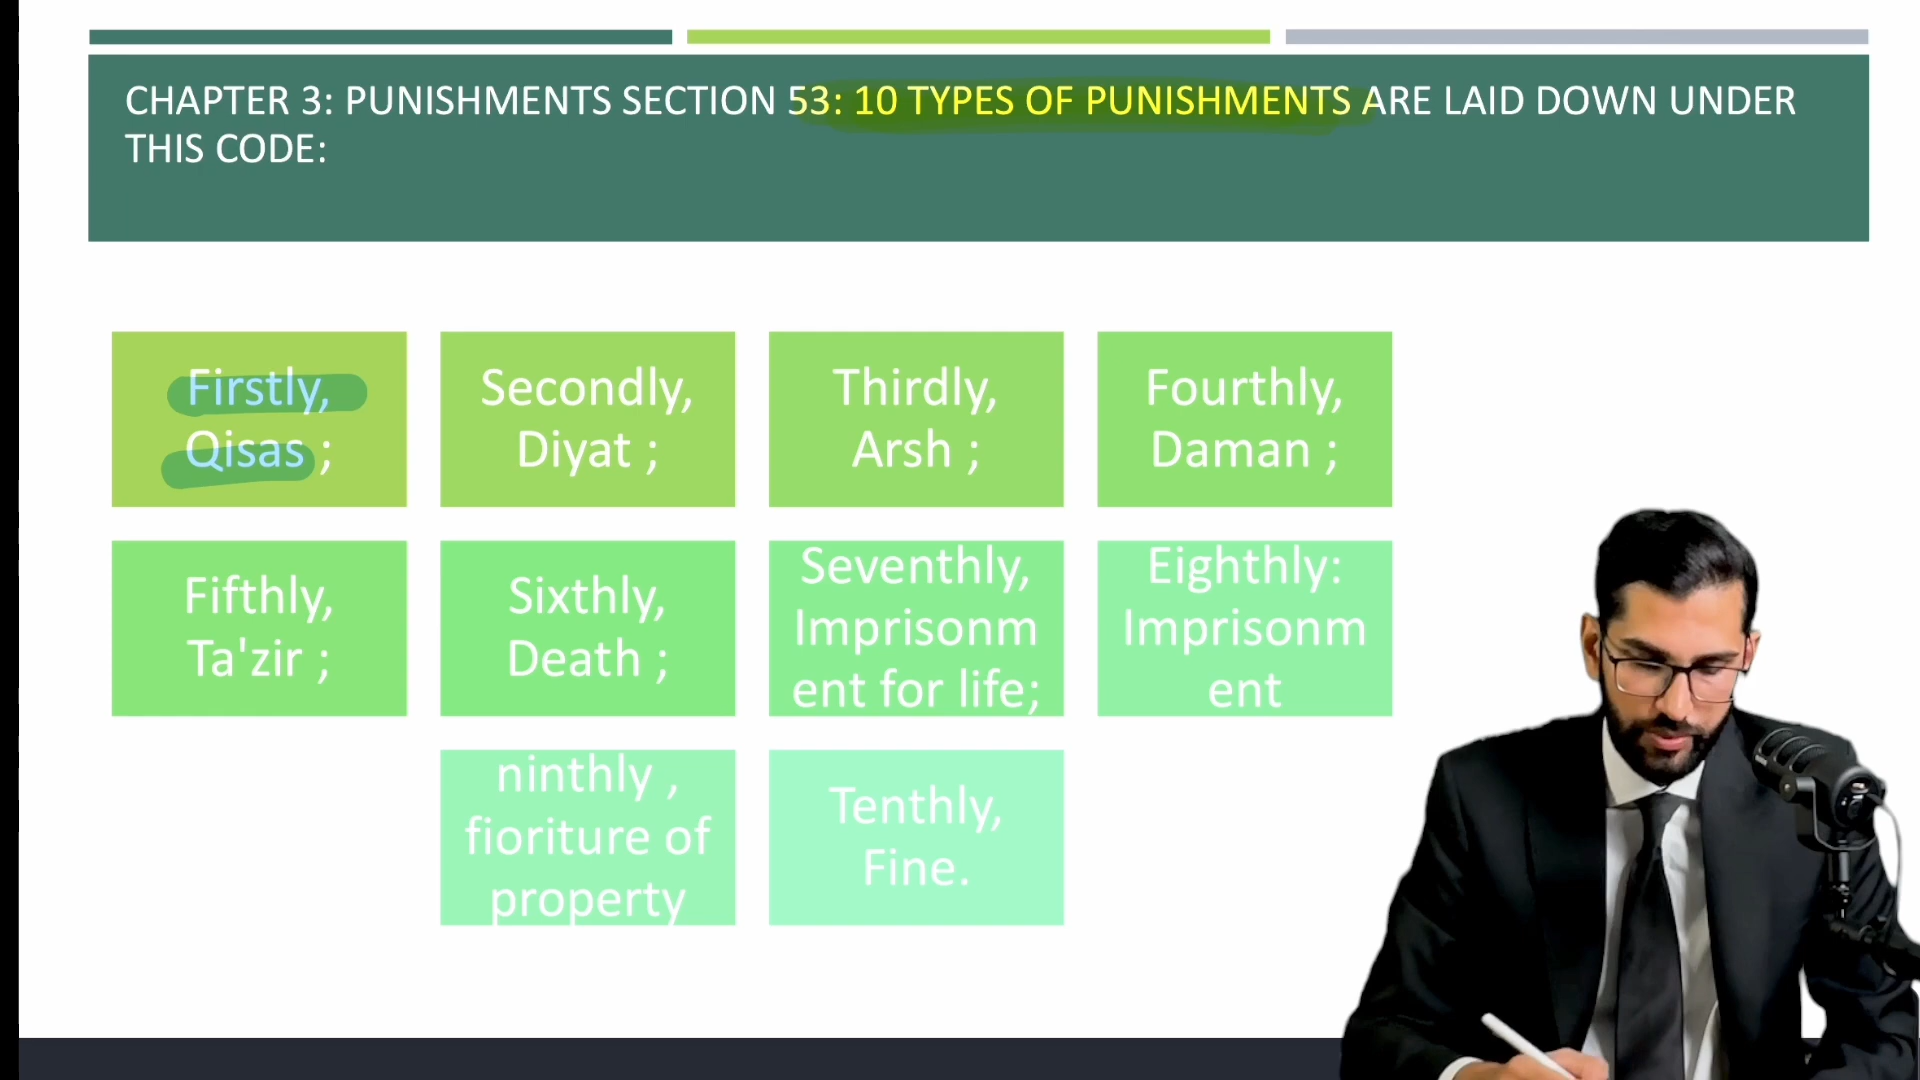 CHAPTER 3: PUNISHMENTS SECTION 53: 10 TYPES OF PUNISHMENTS ARE LAID DOWN UNDER
THIS CODE:
Firstly,
Qisas ;
Secondly,
Diyat ;
Thirdly,
Arsh ;
Fourthly,
Daman ;
Fifthly,
Ta'zir ;
Sixthly,
Death ;
Seventhly,
Imprisonm
ent for life;
Eighthly:
Imprisonm
ent
ninthly ,
fioriture of
property
Tenthly,
Fine.